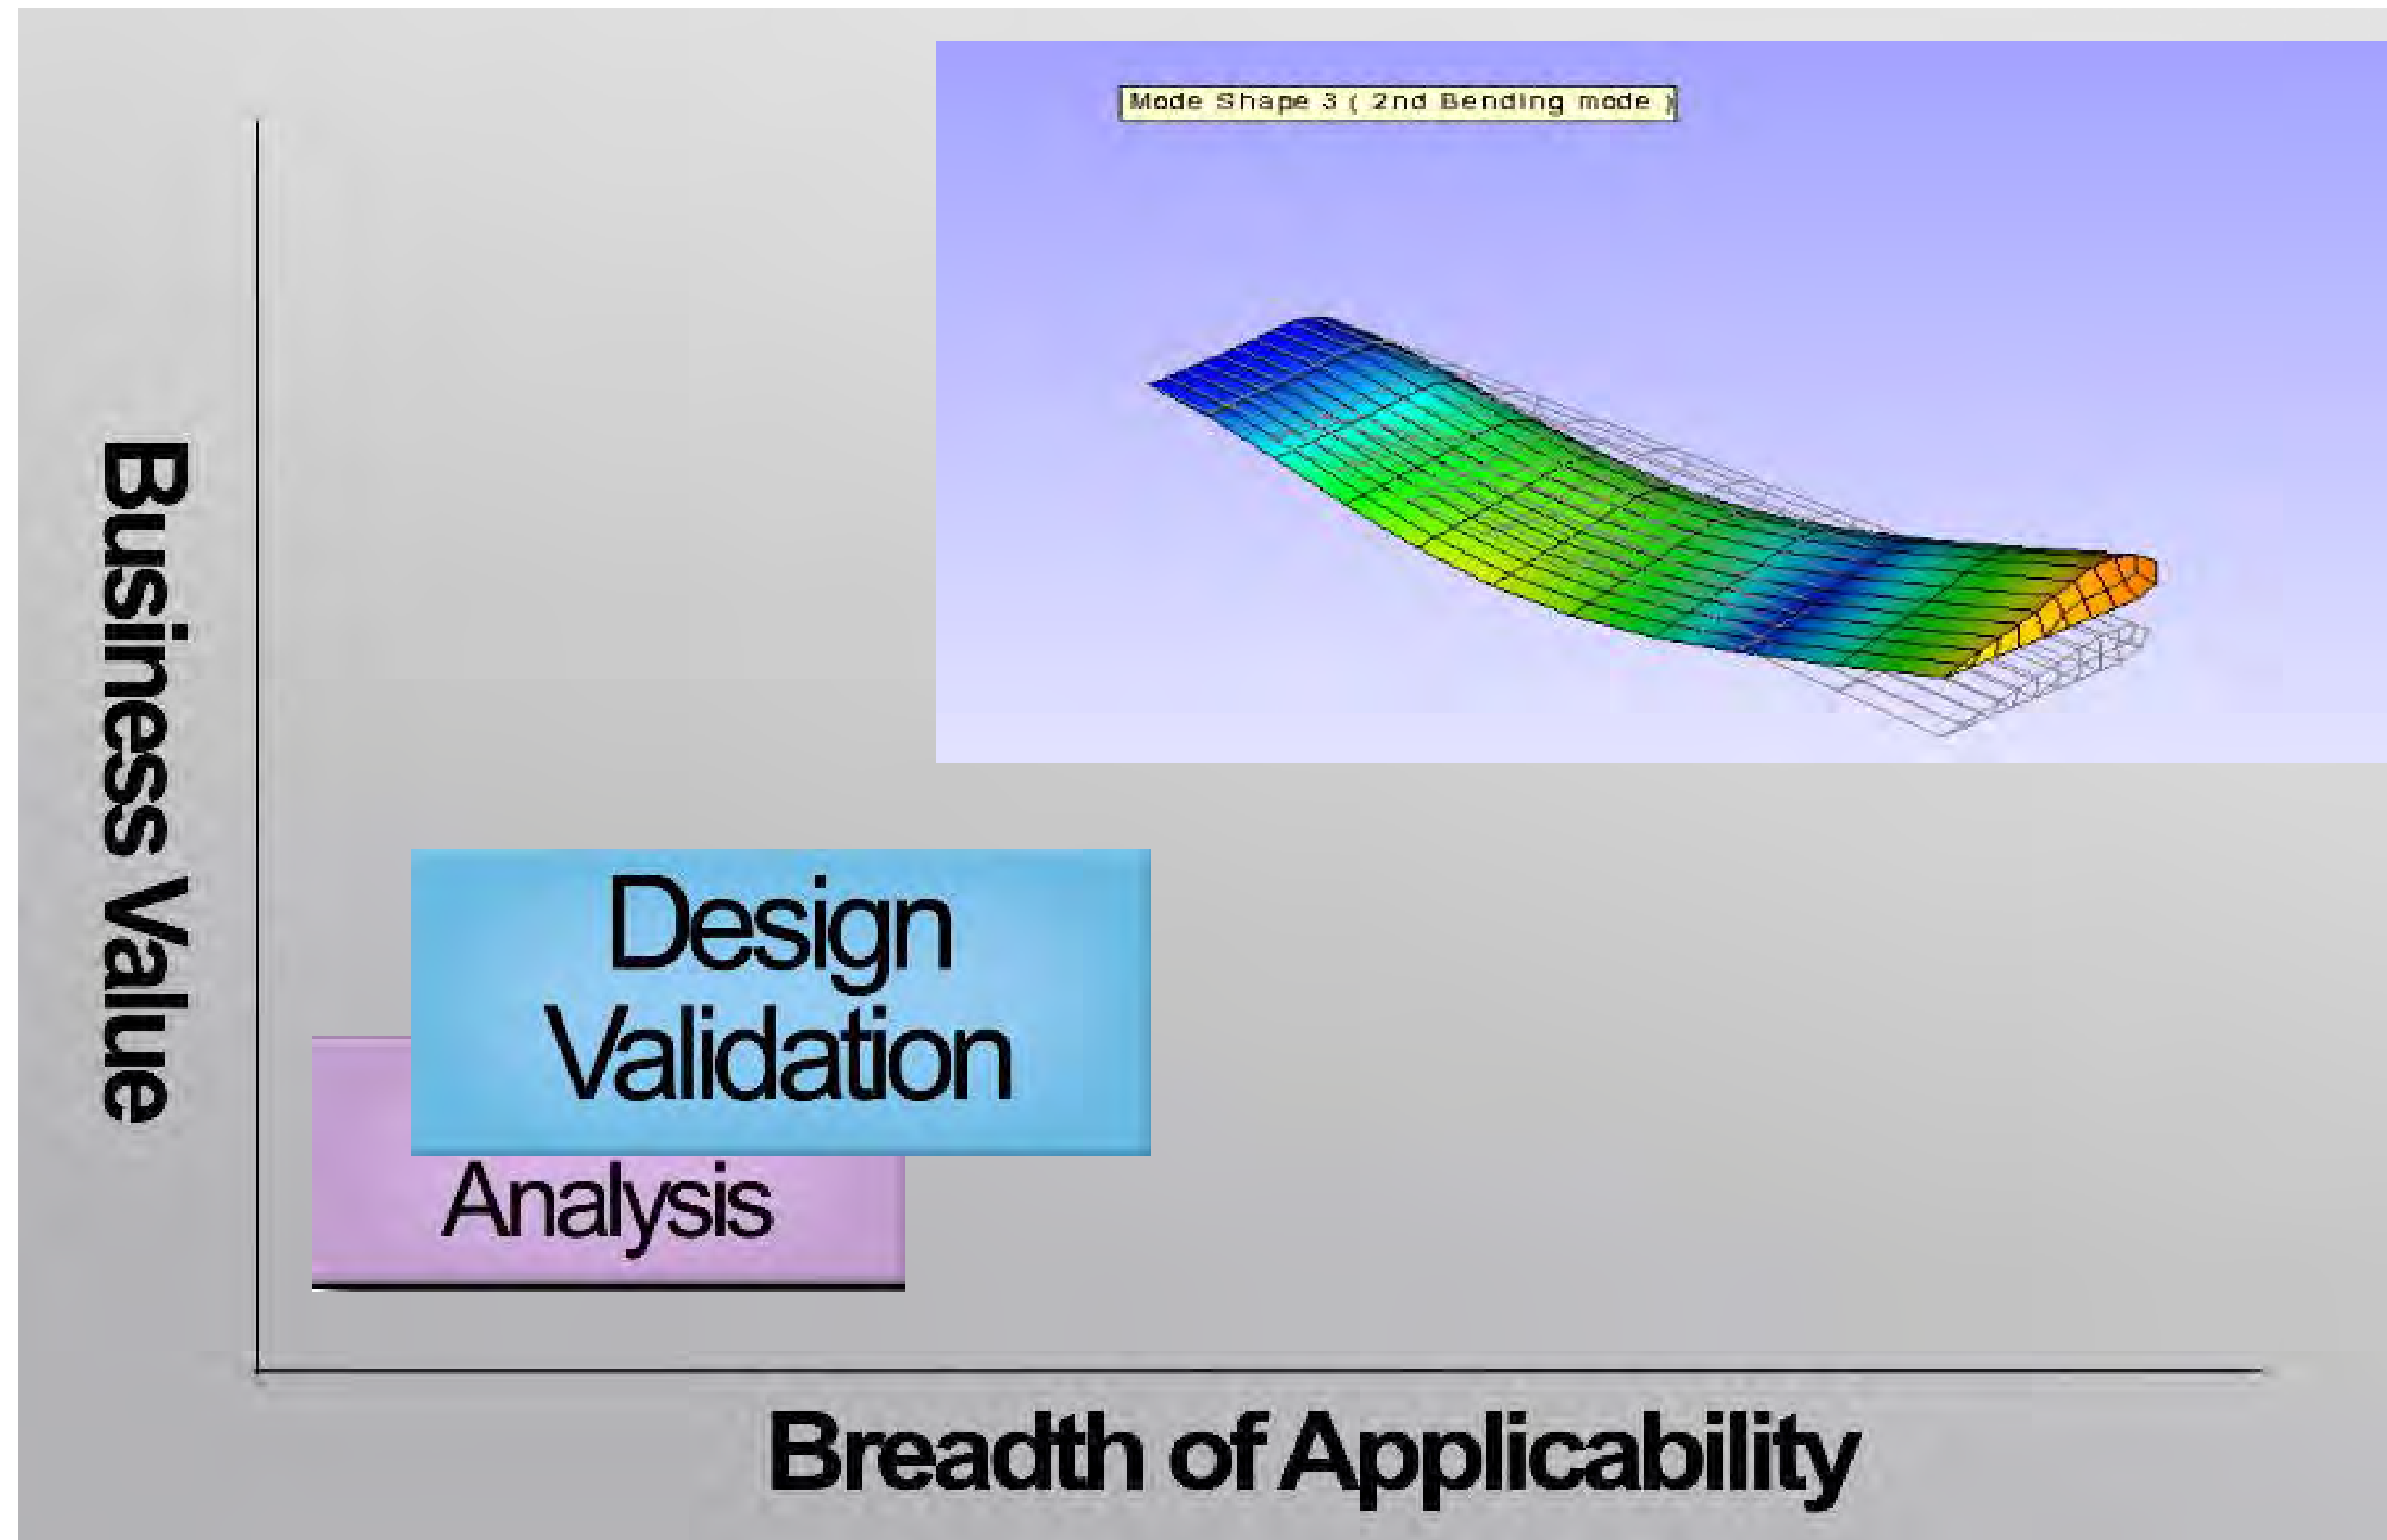 Mode Shape 3 ( 2nd Bending mode )
Business Value
Design
Validation
Analysis
Breadth of Applicability